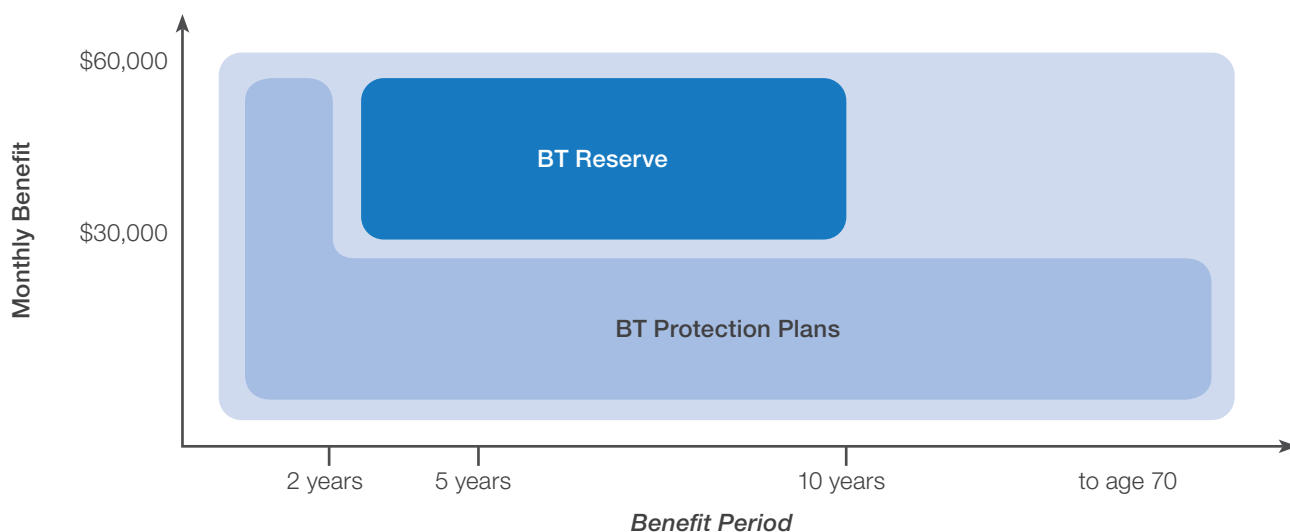 Monthly Benefit
$60,000
$30,000
BT Reserve
BT Protection Plans
2 years
5 years
10 years
to age 70
Benefit Period